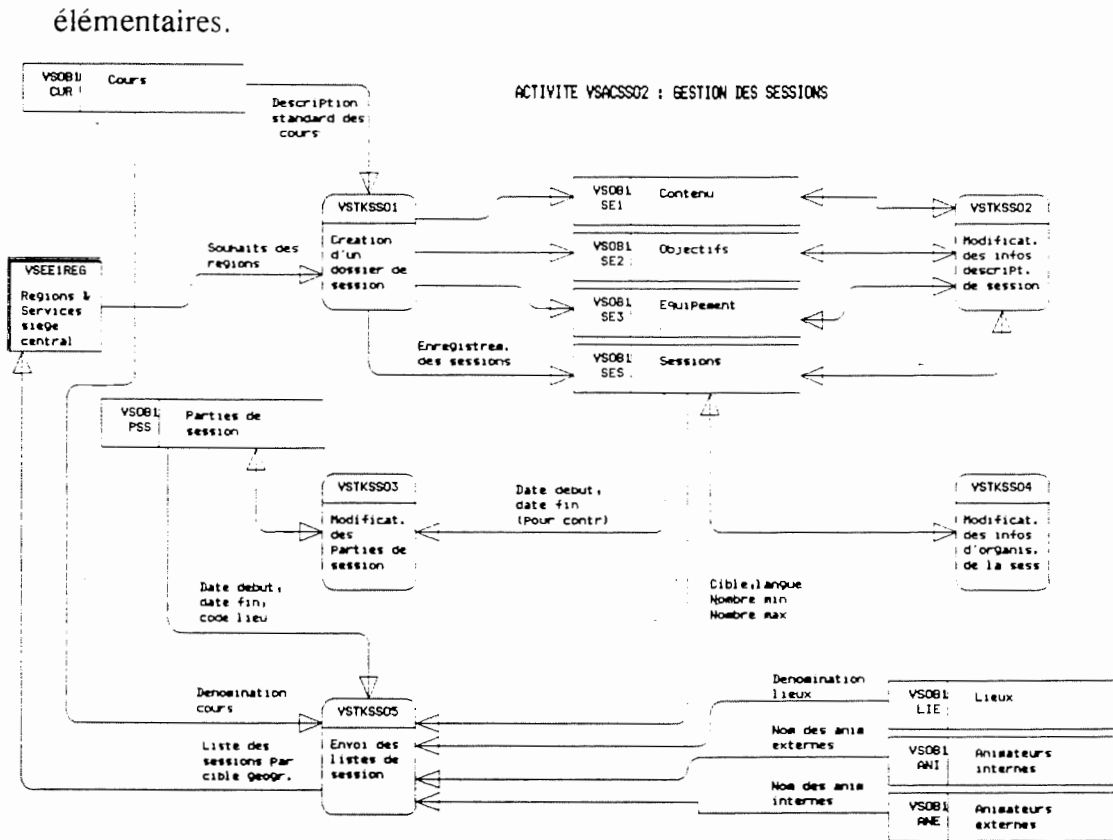 élémentaires.
VSOB1 Cours
CUR
ACTIVITE VSACSS02 : GESTION DES SESSIONS
Description
standard des
cours
VSTKSS01
Creation
d'un
dossier de
session
VSOB1 Contenu
SE1
VSOB1 Objectifs
SE2
VSOB1 Equipement
SE3
VSOB1 Sessions
SES
VSTKSS02
Modificat.
des infos
descript.
de session
Souhaits des
regions
VSEE1REG
Regions &
Services
siege
central
Enregistrem.
des sessions
VSOB1 Parties de
PSS session
VSTKSS03
Modificat.
des
Parties de
session
Date debut,
date fin
(Pour contr)
VSTKSS04
Modificat.
des infos
d'organis.
de la sess
Date debut,
date fin,
code lieu
Cible,langue
Nombre min
Nombre max
Denomination
cours
VSTKSS05
Envoi des
listes de
session
Liste des
sessions Par
cible geogr.
Denomination
lieux
VSOB1 Lieux
LIE
Nom des anim
externes
VSOB1 Animateurs
ANI internes
Nom des anim
internes
VSOB1 Animateurs
ANE externes